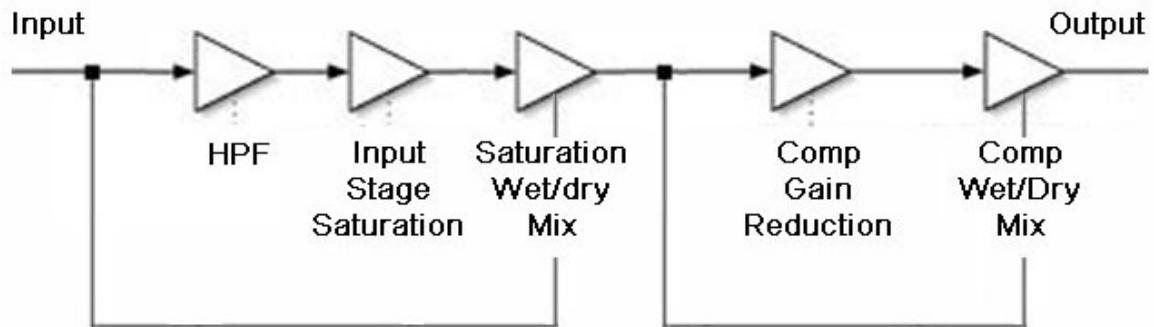 Input
Output
HPF
Input
Stage
Saturation
Saturation
Wet/dry
Mix
Comp
Gain
Reduction
Comp
Wet/Dry
Mix